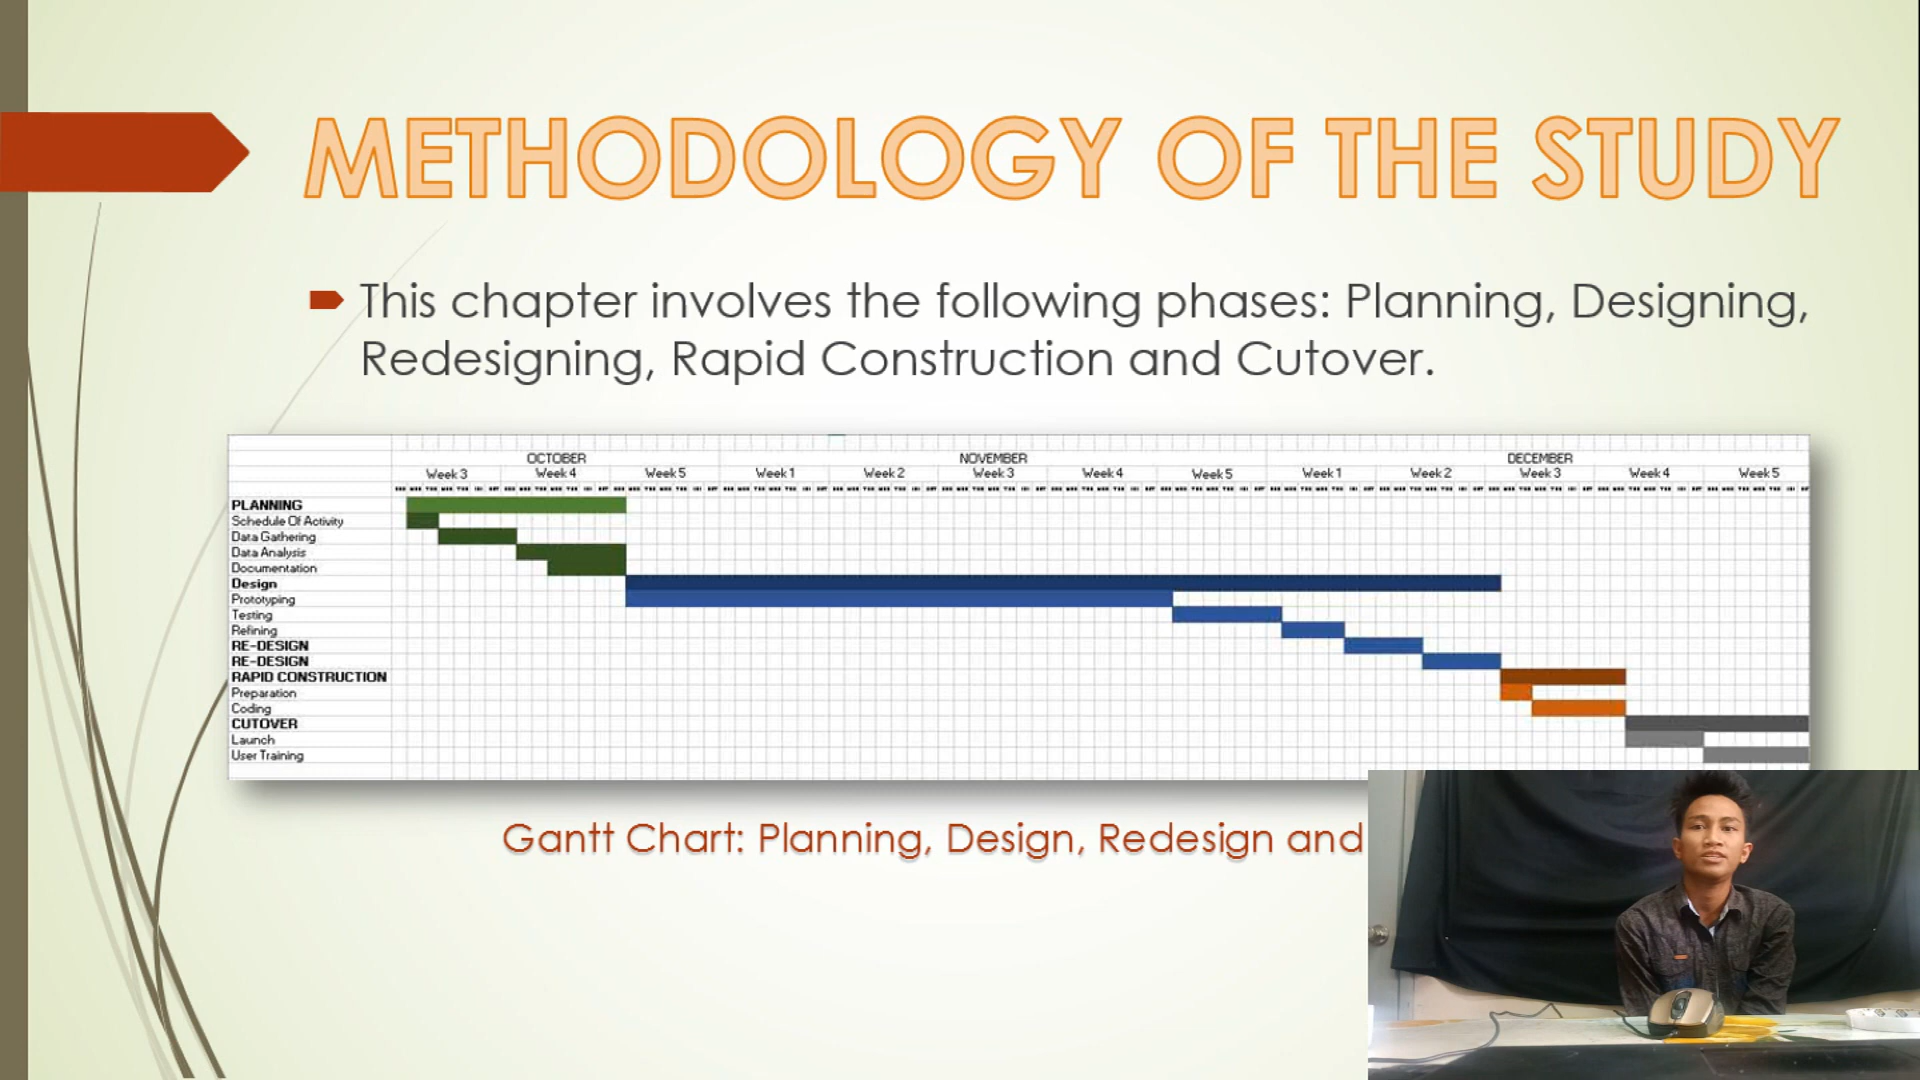 METHODOLOGY OF THE STUDY
This chapter involves the following phases: Planning, Designing,
Redesigning, Rapid Construction and Cutover.
OCTOBER NOVEMBER DECEMBER
Week 3 Week 4 Week 5 Week 1 Week 2 Week 3 Week 4 Week 5 Week 1 Week 2 Week 3 Week 4 Week 5
PLANNING
Schedule Of Activity
Data Gathering
Data Analysis
Documentation
Design
Prototyping
Testing
Refining
RE-DESIGN
RE-DESIGN
RAPID CONSTRUCTION
Preparation
Coding
CUTOVER
Launch
User Training
Gantt Chart: Planning, Design, Redesign and